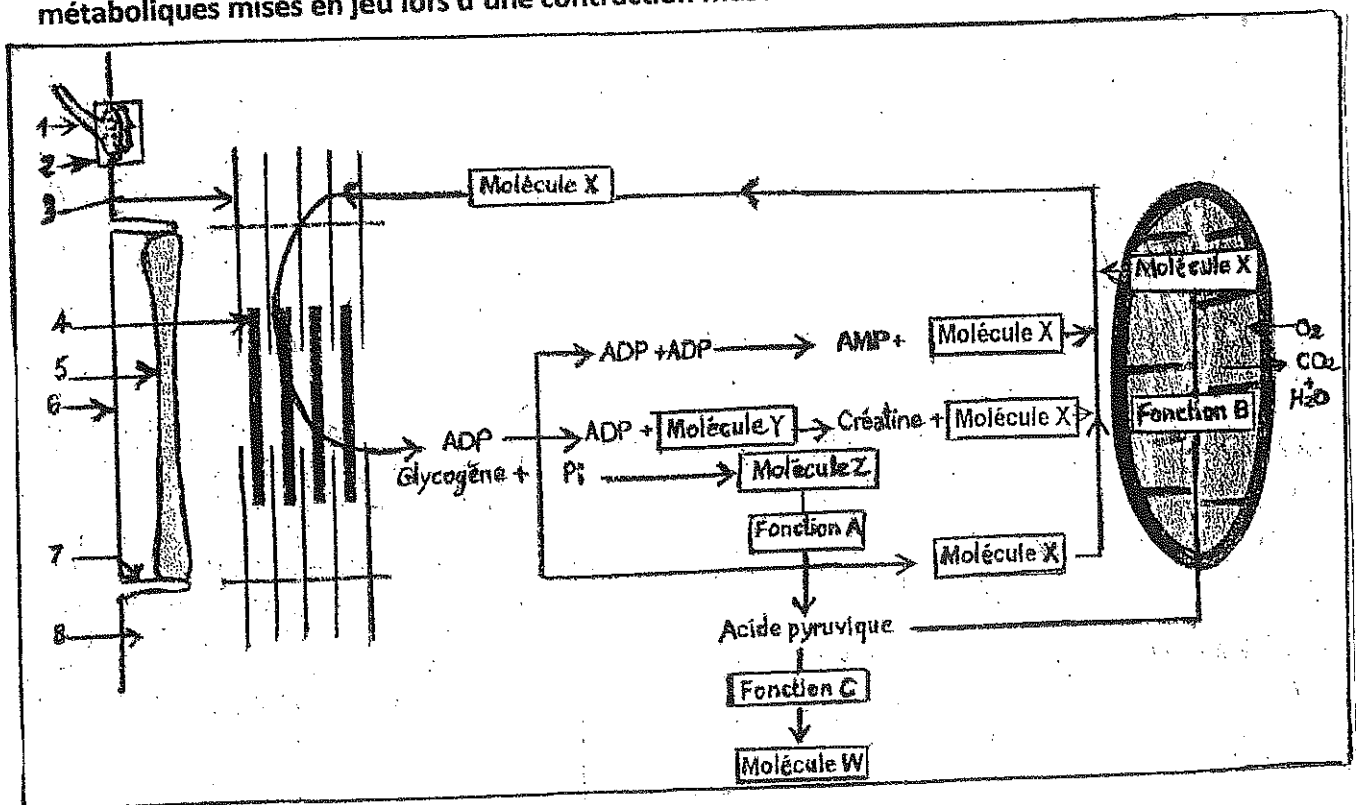 métaboliques mises en jeu lors d'une contraction
1
2
3
Molécule X
Molécule X
4
O2
ADP + ADP
AMP +
Molécule X
CO2
+
H2O
5
6
Fonction B
ADP
ADP + Molécule Y
Créatine + Molécule X
Glycogène +
Pi
Molécule Z
Fonction A
7
Molécule X
8
Acide pyruvique
Fonction C
Molécule W